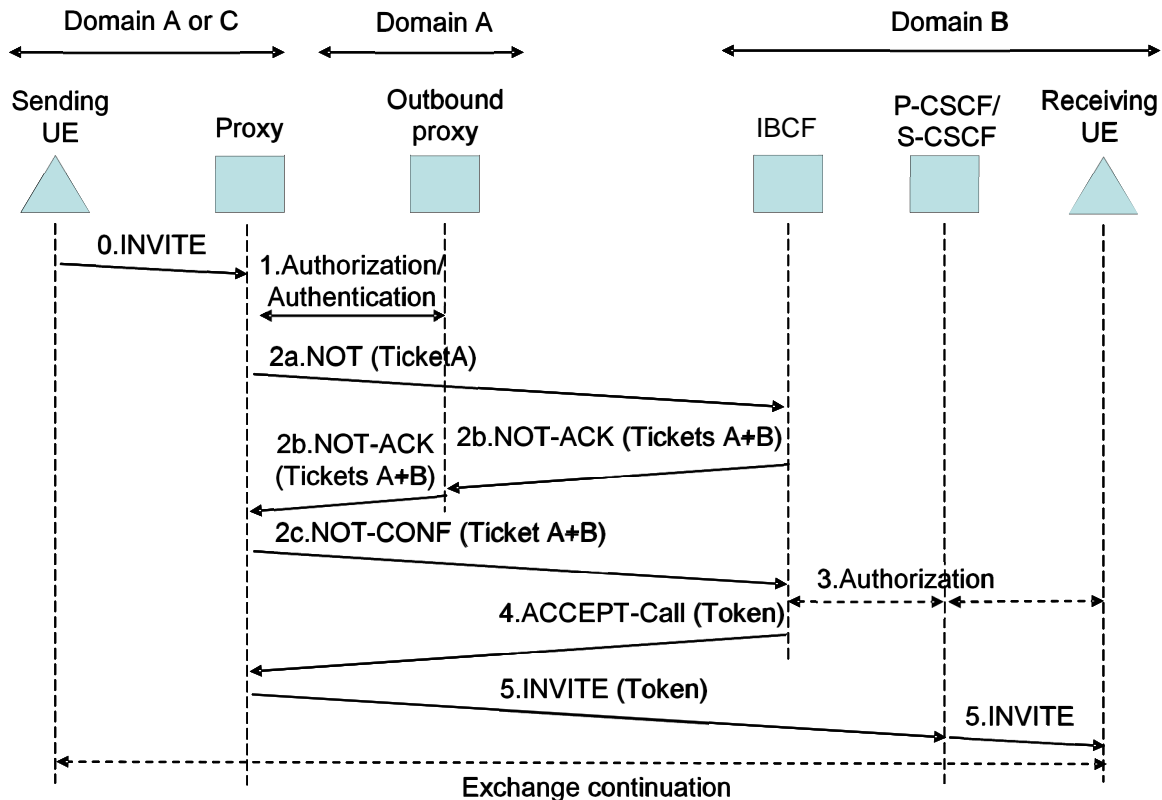 Domain A or C
Domain A
Domain B
Sending
UE
Proxy
Outbound
proxy
IBCF
P-CSCF/
S-CSCF
Receiving
UE
0.INVITE
1.Authorization/
Authentication
2a.NOT (TicketA)
2b.NOT-ACK (Tickets A+B)
2b.NOT-ACK
(Tickets A+B)
2c.NOT-CONF (Ticket A+B)
3.Authorization
4.ACCEPT-Call (Token)
5.INVITE (Token)
5.INVITE
Exchange continuation